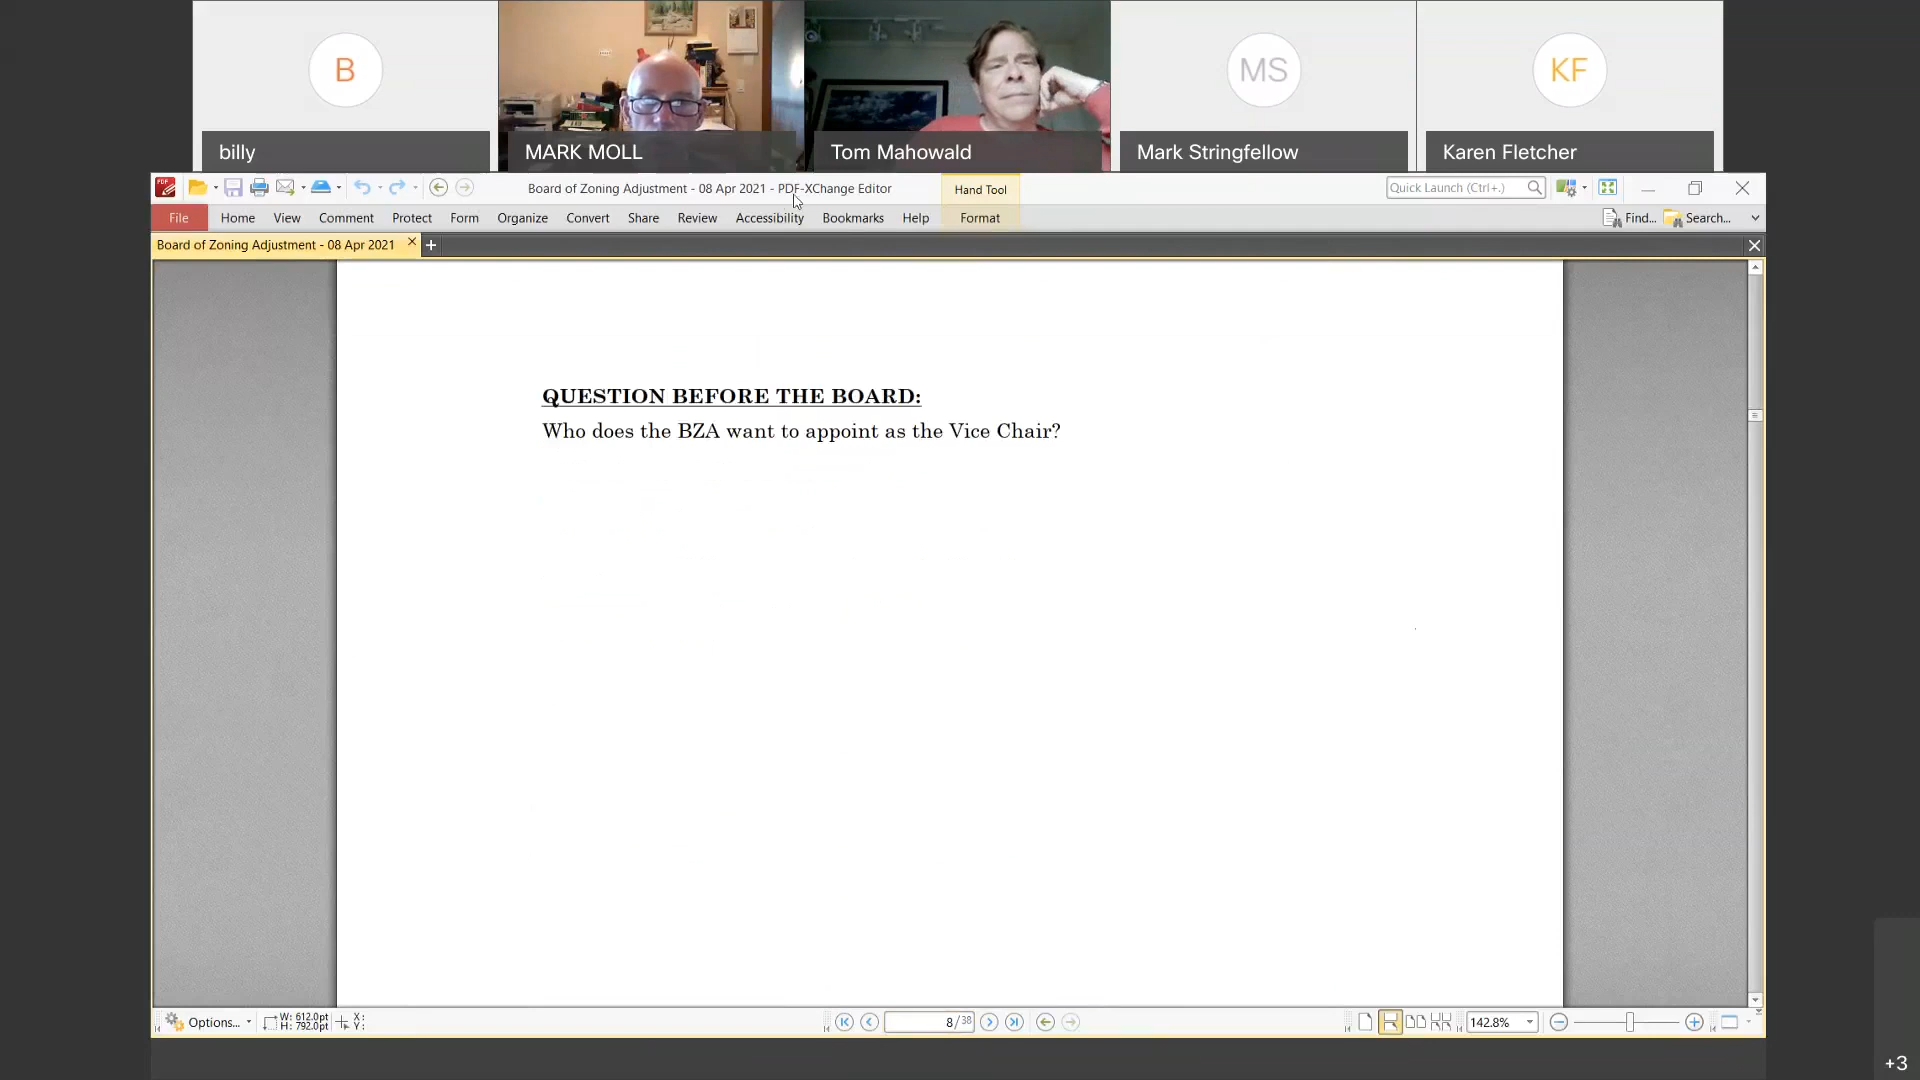 B
MS
KF
billy
MARK MOLL
Tom Mahowald
Mark Stringfellow
Karen Fletcher
Board of Zoning Adjustment - 08 Apr 2021 - PDF-XChange Editor
Hand Tool
Quick Launch (Ctrl+.)
File Home View Comment Protect Form Organize Convert Share Review Accessibility Bookmarks Help Format
Find... Search...
Board of Zoning Adjustment - 08 Apr 2021
QUESTION BEFORE THE BOARD:
Who does the BZA want to appoint as the Vice Chair?
Options...
W: 612.0pt
H: 792.0pt
X:
Y:
8 / 38
142.8%
+3